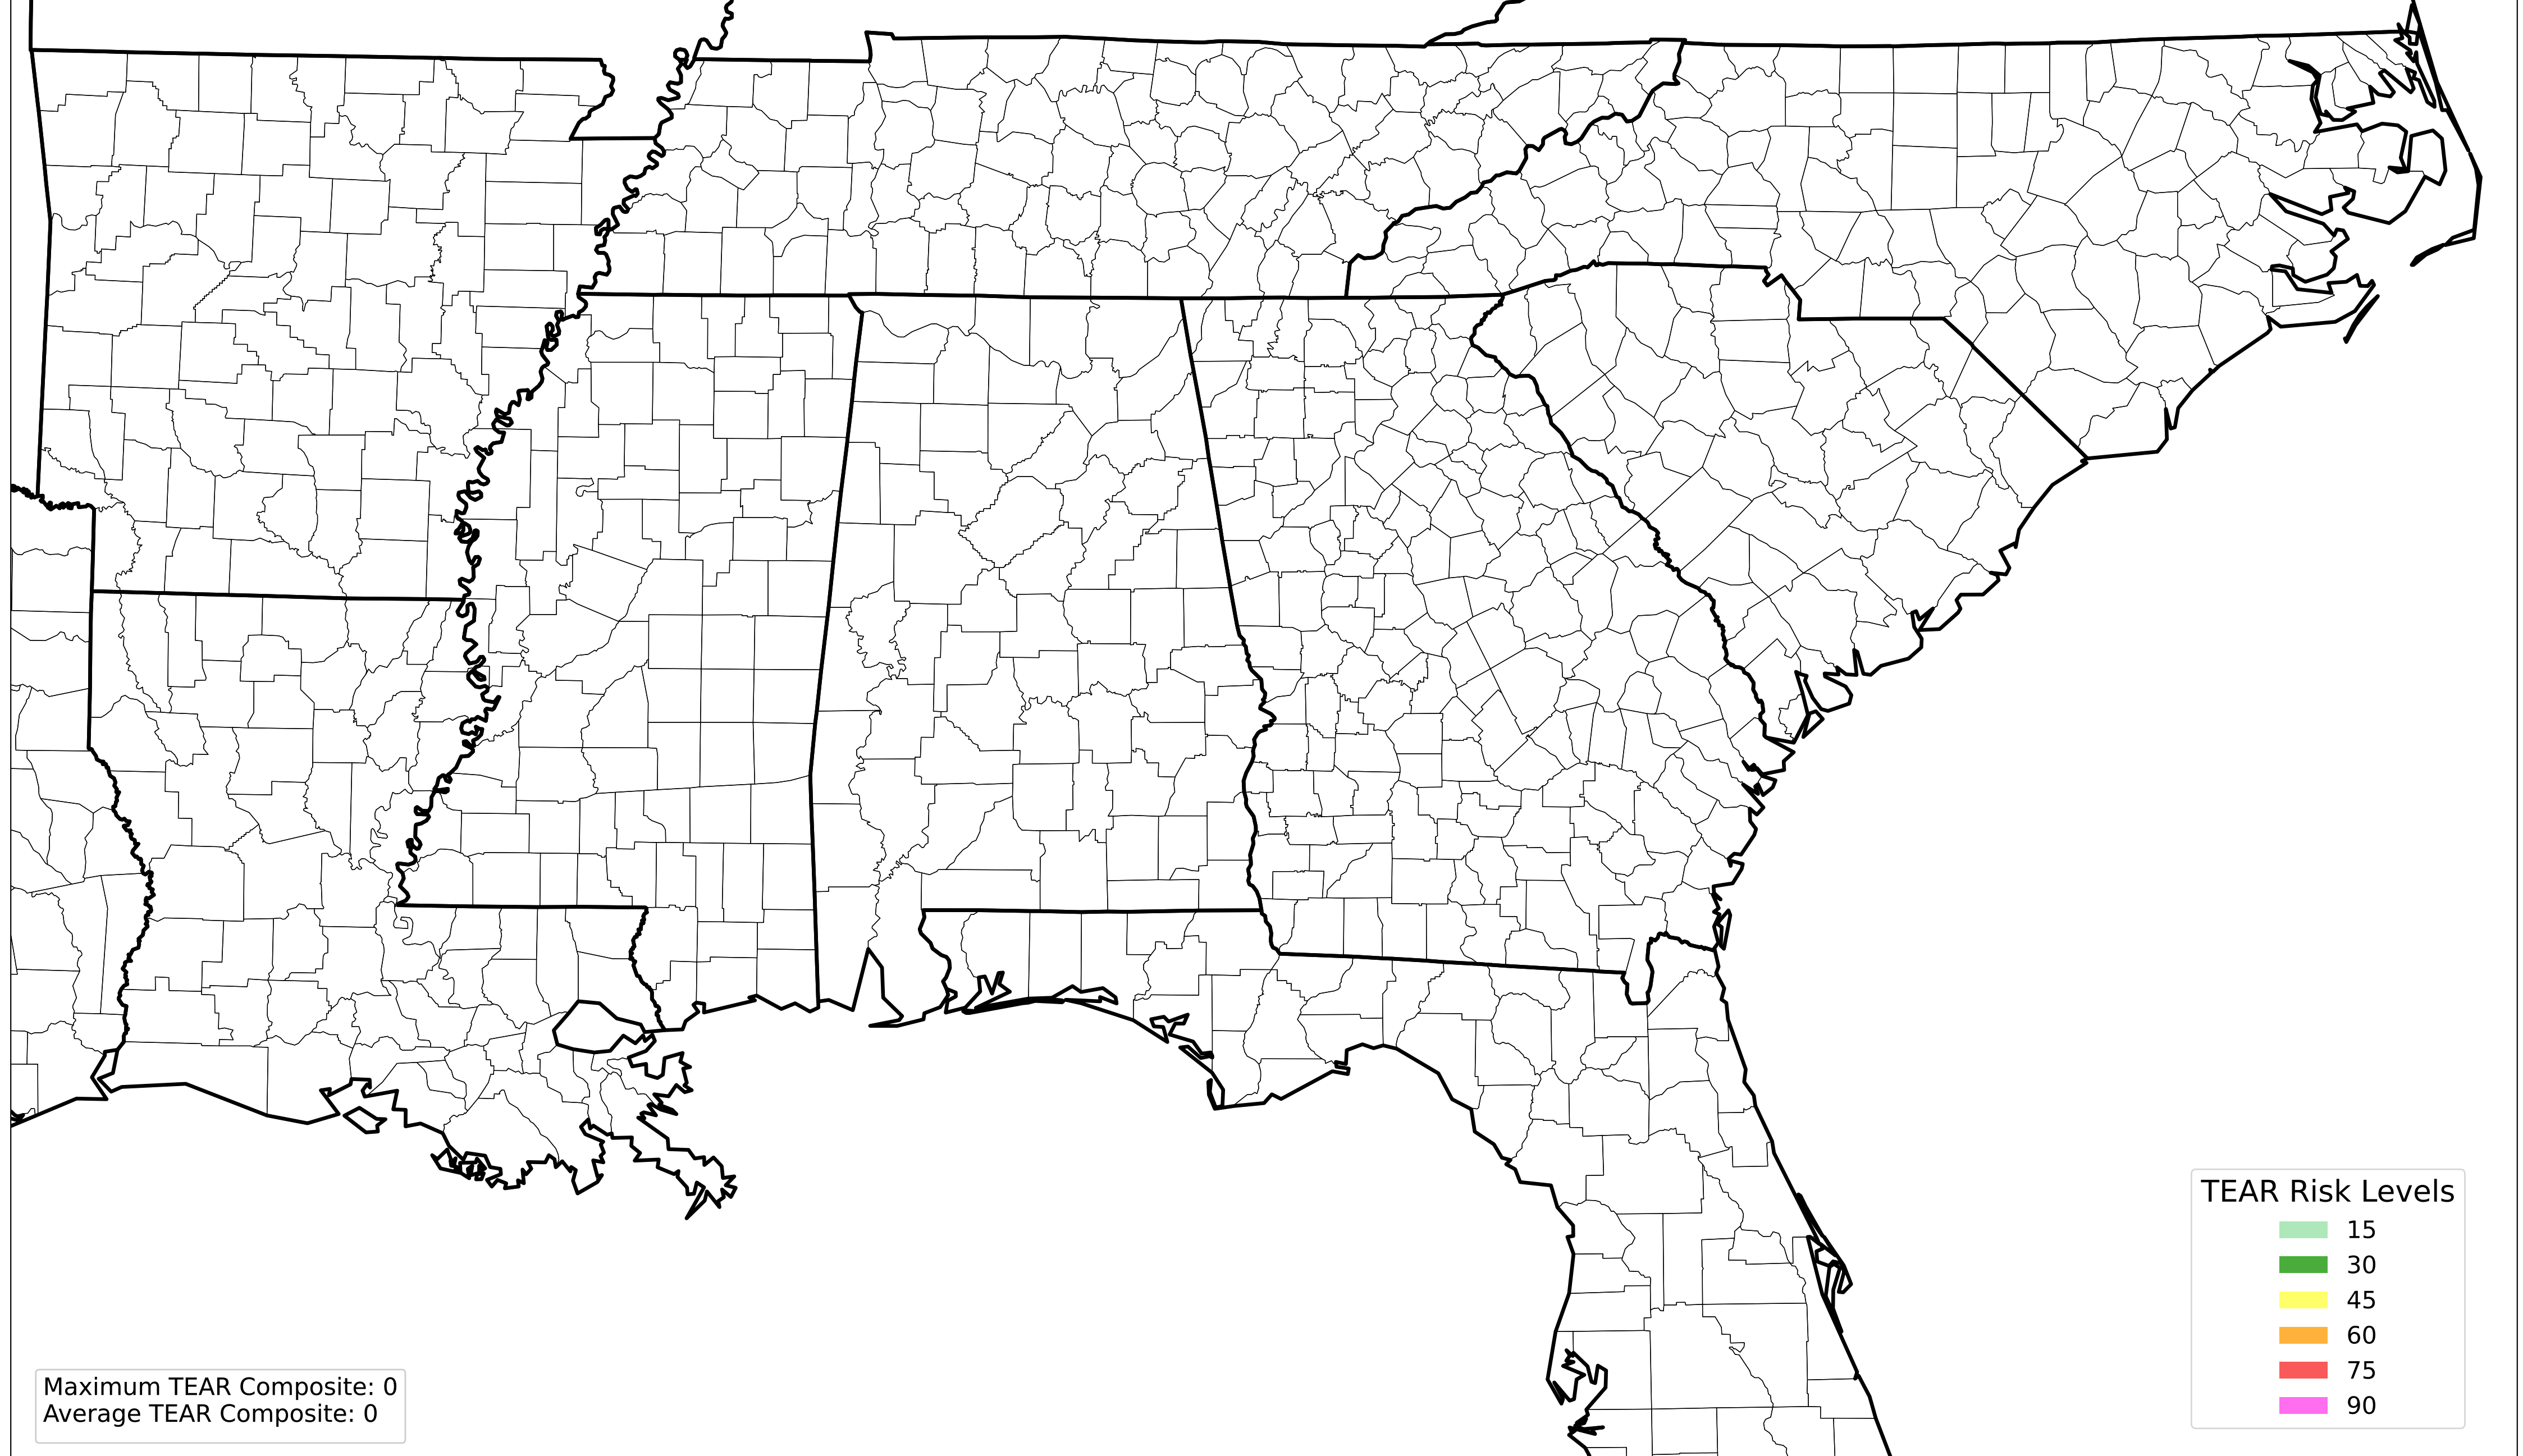 TEAR Risk Levels
15
30
45
60
75
90
Maximum TEAR Composite: 0
Average TEAR Composite: 0